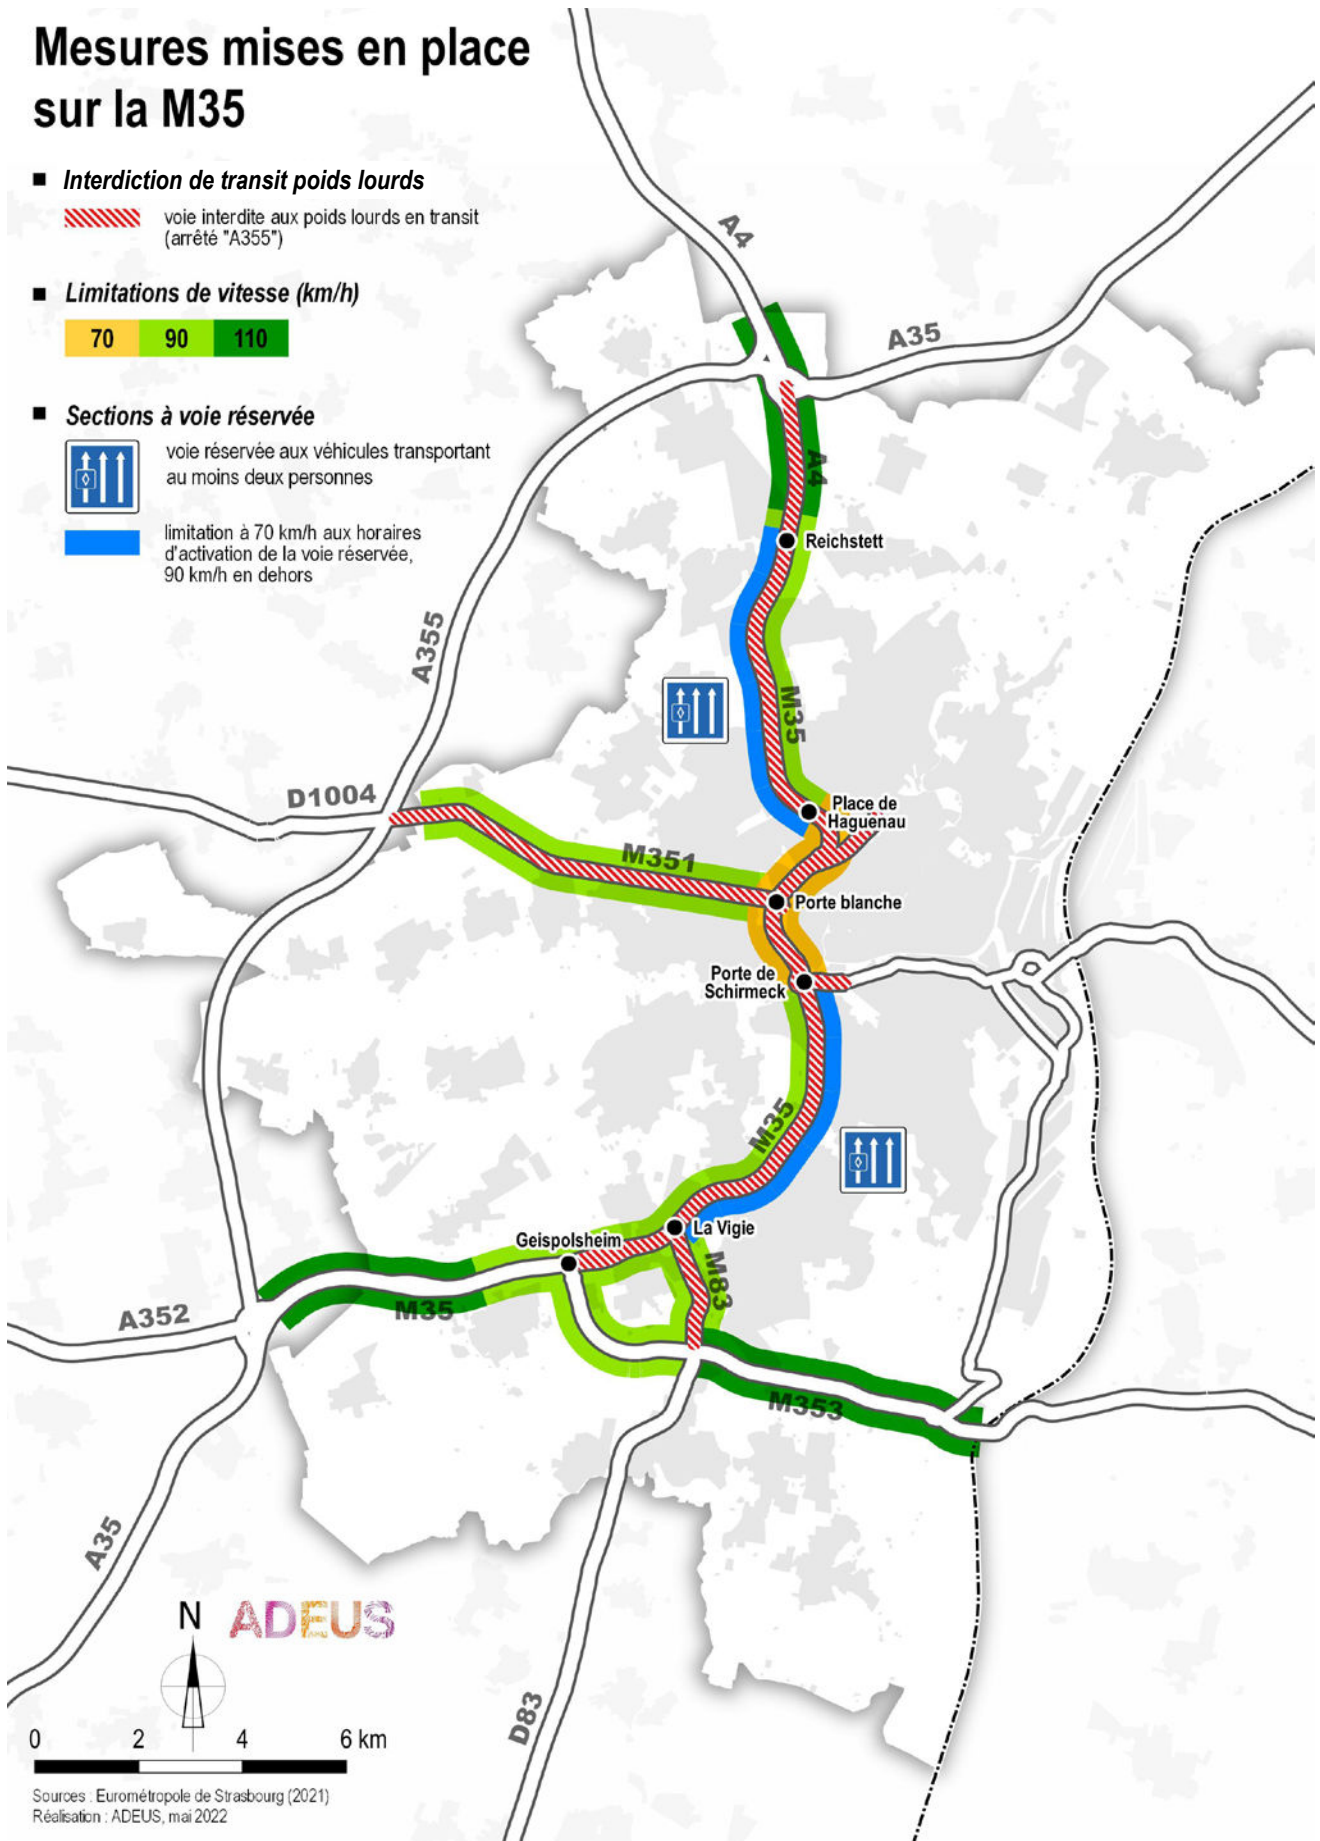 Mesures mises en place
sur la M35
Interdiction de transit poids lourds
voie interdite aux poids lourds en transit
(arrêté "A355")
Limitations de vitesse (km/h)
70 90 110
Sections à voie réservée
voie réservée aux véhicules transportant
au moins deux personnes
limitation à 70 km/h aux horaires
d'activation de la voie réservée,
90 km/h en dehors
A4
A35
A4
Reichstett
A355
M35
D1004
Place de
Haguenau
M351
Porte blanche
Porte de
Schirmeck
M35
La Vigie
Geispolsheim
M83
A352
M35
M353
A35
D83
N
ADEUS
0 2 4 6 km
Sources : Eurométropole de Strasbourg (2021)
Réalisation : ADEUS, mai 2022